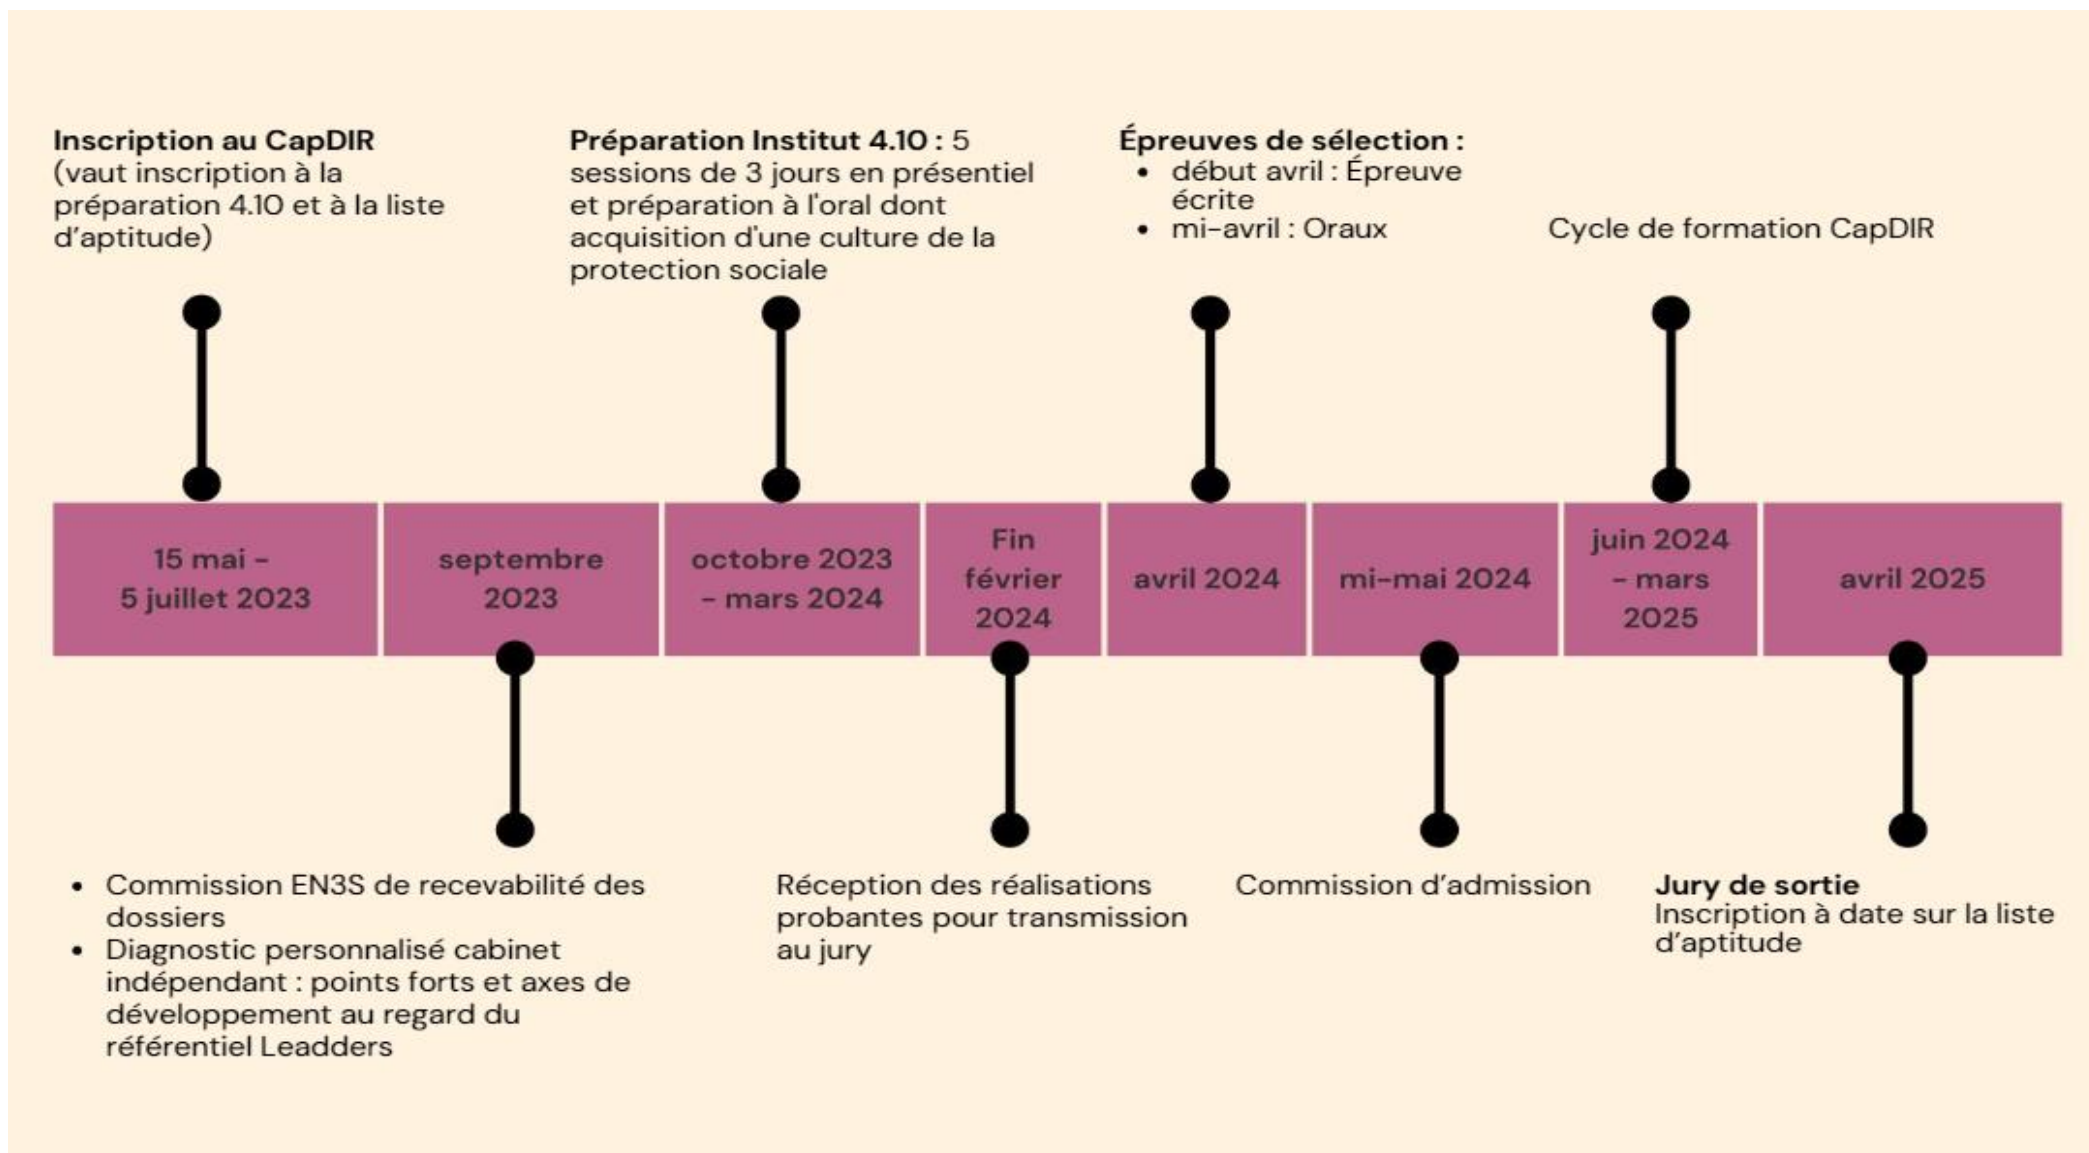 Inscription au CapDIR
(vaut inscription à la
préparation 4.10 et à la liste
d’aptitude)
Préparation Institut 4.10 : 5
sessions de 3 jours en présentiel
et préparation à l'oral dont
acquisition d'une culture de la
protection sociale
Épreuves de sélection :
• début avril : Épreuve
écrite
• mi-avril : Oraux
Cycle de formation CapDIR
15 mai -
5 juillet 2023
septembre
2023
octobre 2023
- mars 2024
Fin
février
2024
avril 2024
mi-mai 2024
juin 2024
- mars
2025
avril 2025
• Commission EN3S de recevabilité des
dossiers
• Diagnostic personnalisé cabinet
indépendant : points forts et axes de
développement au regard du
référentiel Leadders
Réception des réalisations
probantes pour transmission
au jury
Commission d’admission
Jury de sortie
Inscription à date sur la liste
d’aptitude